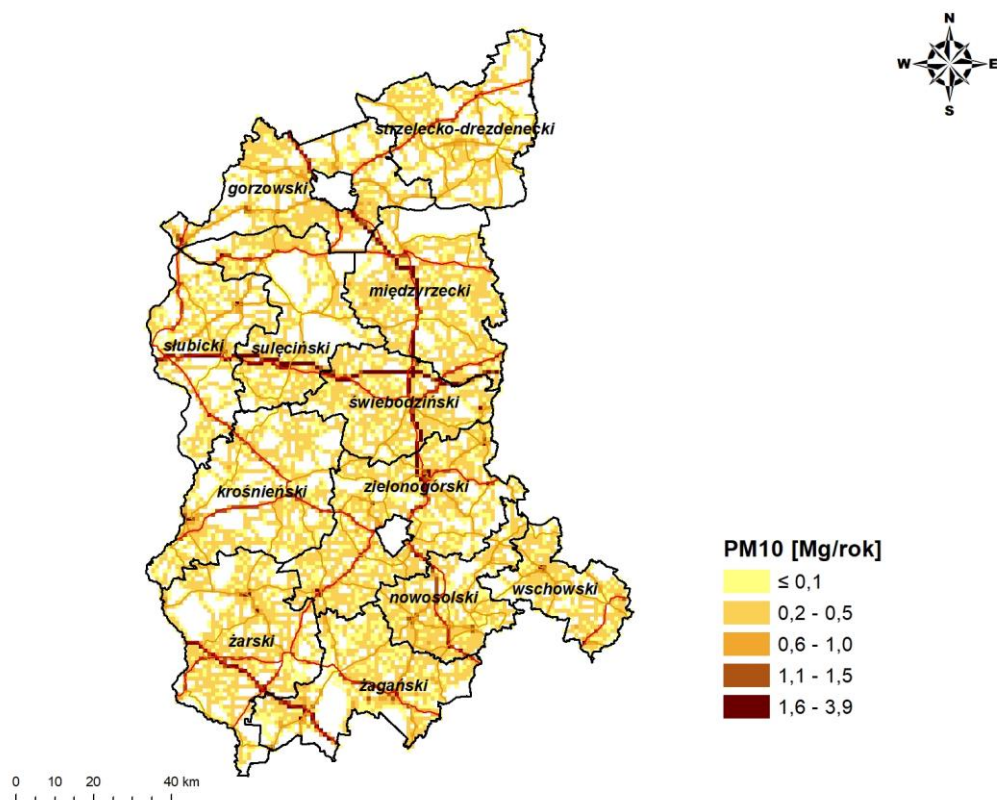 N
W E
S
strzelecko-drezdenecki
gorzowski
międzyrzecki
słubicki
sulęciński
świebodziński
krośnieński
zielonogórski
nowosolski
wschowski
żarski
żagański
PM10 [Mg/rok]
≤ 0,1
0,2 - 0,5
0,6 - 1,0
1,1 - 1,5
1,6 - 3,9
0 10 20 40 km